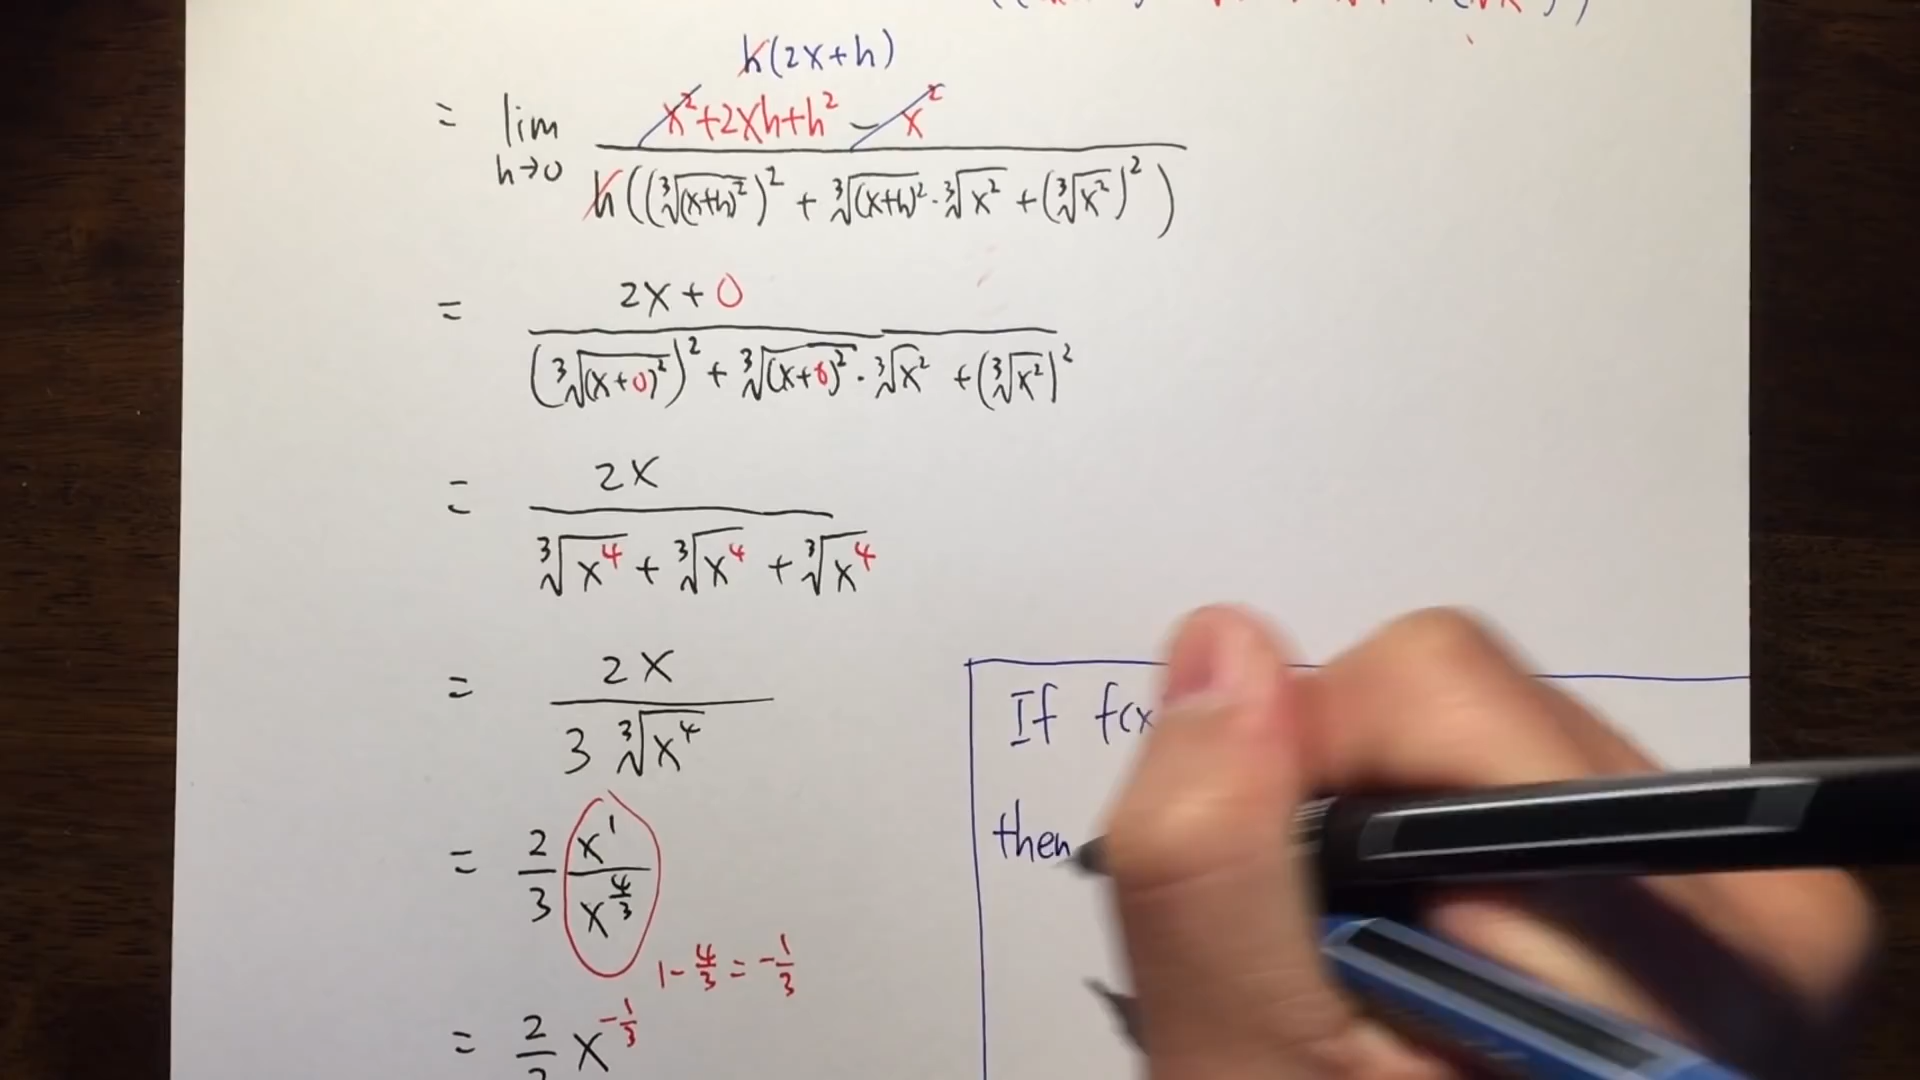 h(2x+h)
= lim h→0 (x²+2xh+h² − x²) / (h((∛(x+h)²)² + ∛(x+h)² · ∛x² + (∛x²)²))
= (2x+0) / ((∛(x+0)²)² + ∛(x+0)² · ∛x² + (∛x²)²)
= 2x / (∛x⁴ + ∛x⁴ + ∛x⁴)
= 2x / (3 ∛x⁴)
= 2/3 x^1 / x^(4/3)
1 − 4/3 = −1/3
= 2/3 x^(−1/3)
If f(x
then